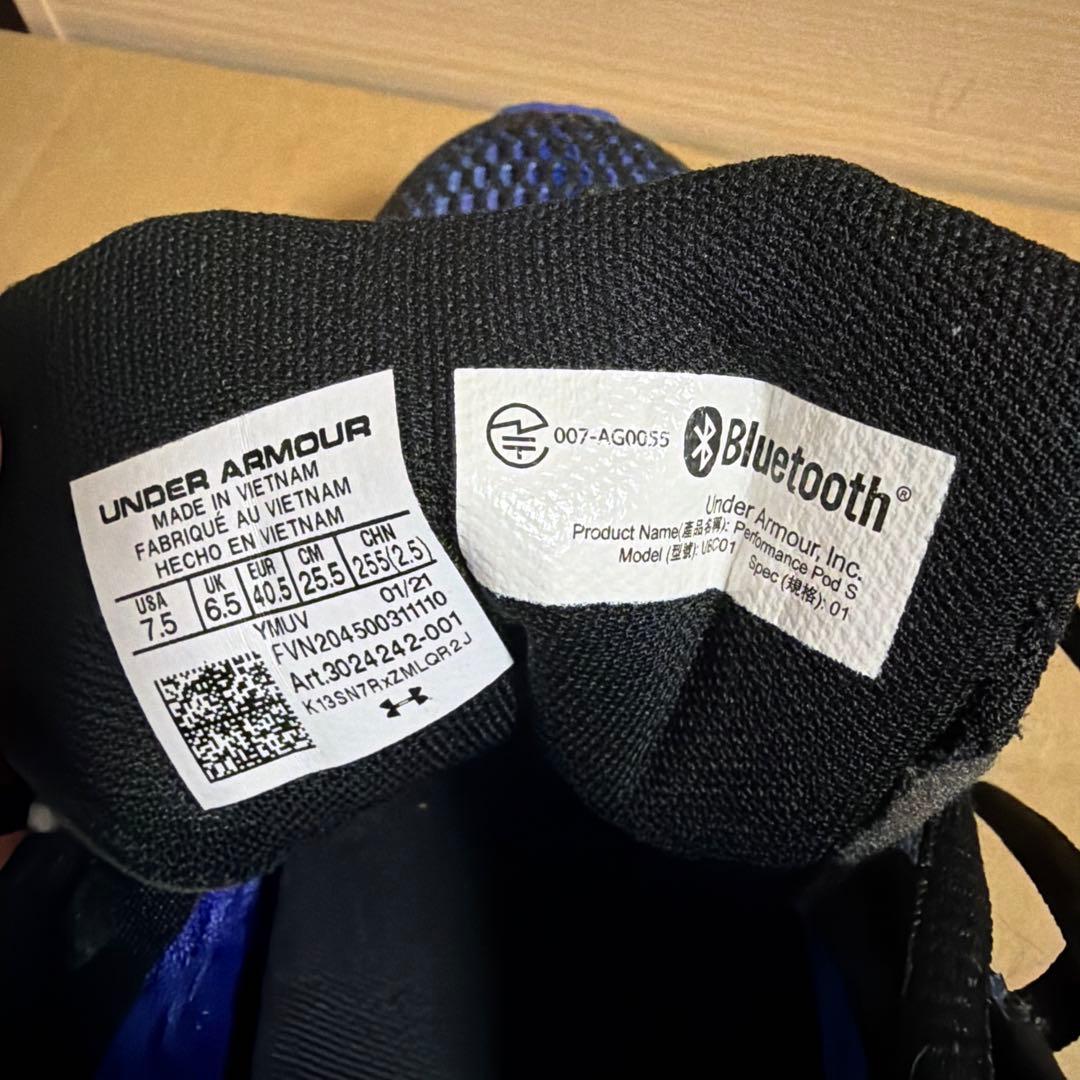 UNDER ARMOUR
MADE IN VIETNAM
FABRIQUÉ AU VIETNAM
HECHO EN VIETNAM
USA UK EUR CM CHN
7.5 6.5 40.5 25.5 255(2.5)
YMUV 01/21
FVN204500311110
Art.3024242-001
K13SN7RxZMLQR2J
007-AG0055 Bluetooth®
Under Armour, Inc.
Product Name(產品名稱): Performance Pod S
Model (型號): UBC01 Spec (規格): 01